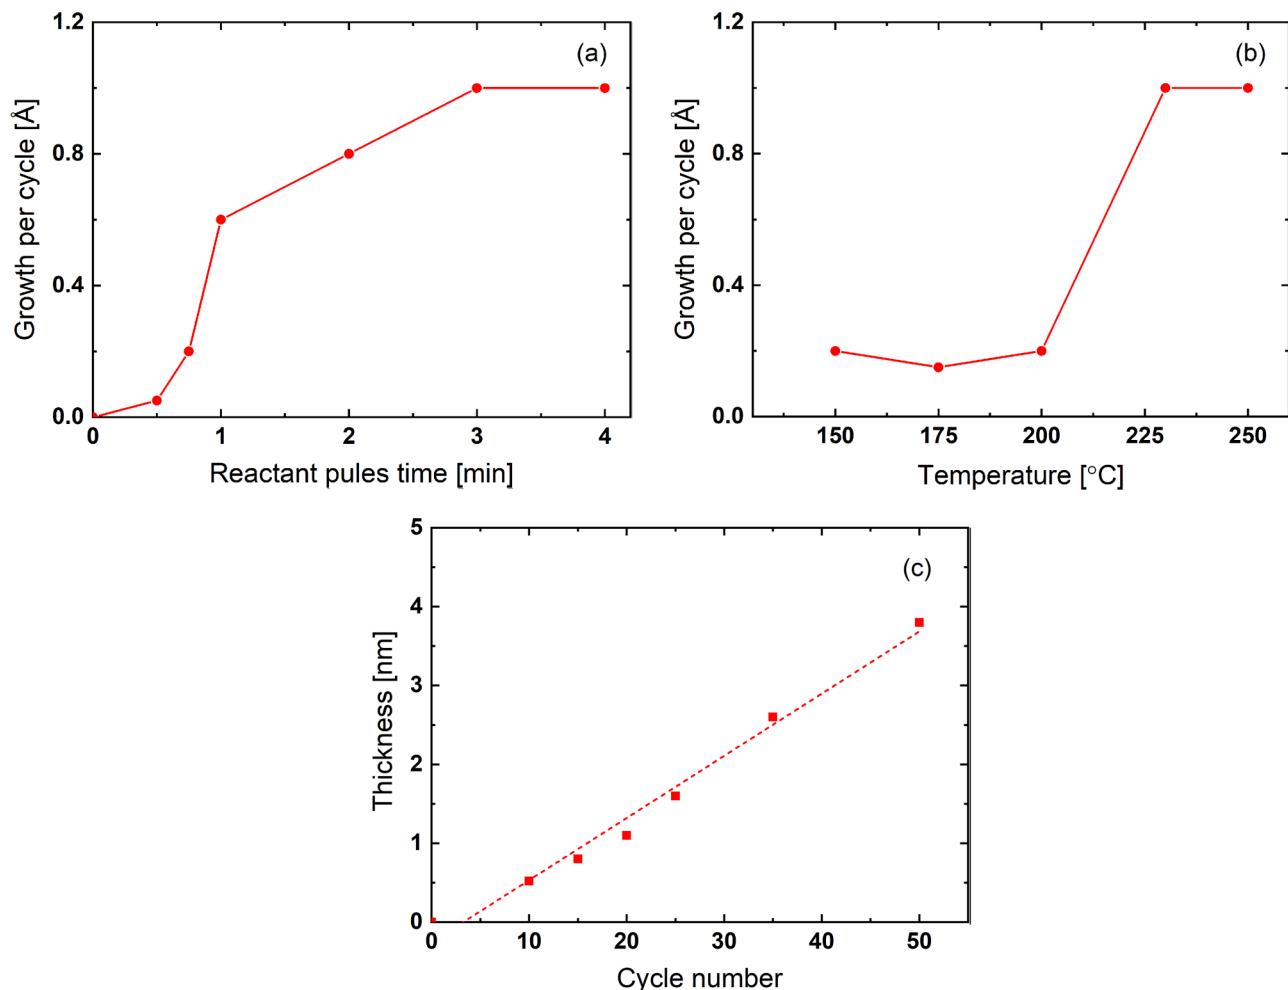 1.2
0.8
0.4
0.0
0 1 2 3 4
Growth per cycle [Å]
Reactant pules time [min]
(a)
1.2
0.8
0.4
0.0
150 175 200 225 250
Growth per cycle [Å]
Temperature [°C]
(b)
5
4
3
2
1
0
0 10 20 30 40 50
Thickness [nm]
Cycle number
(c)